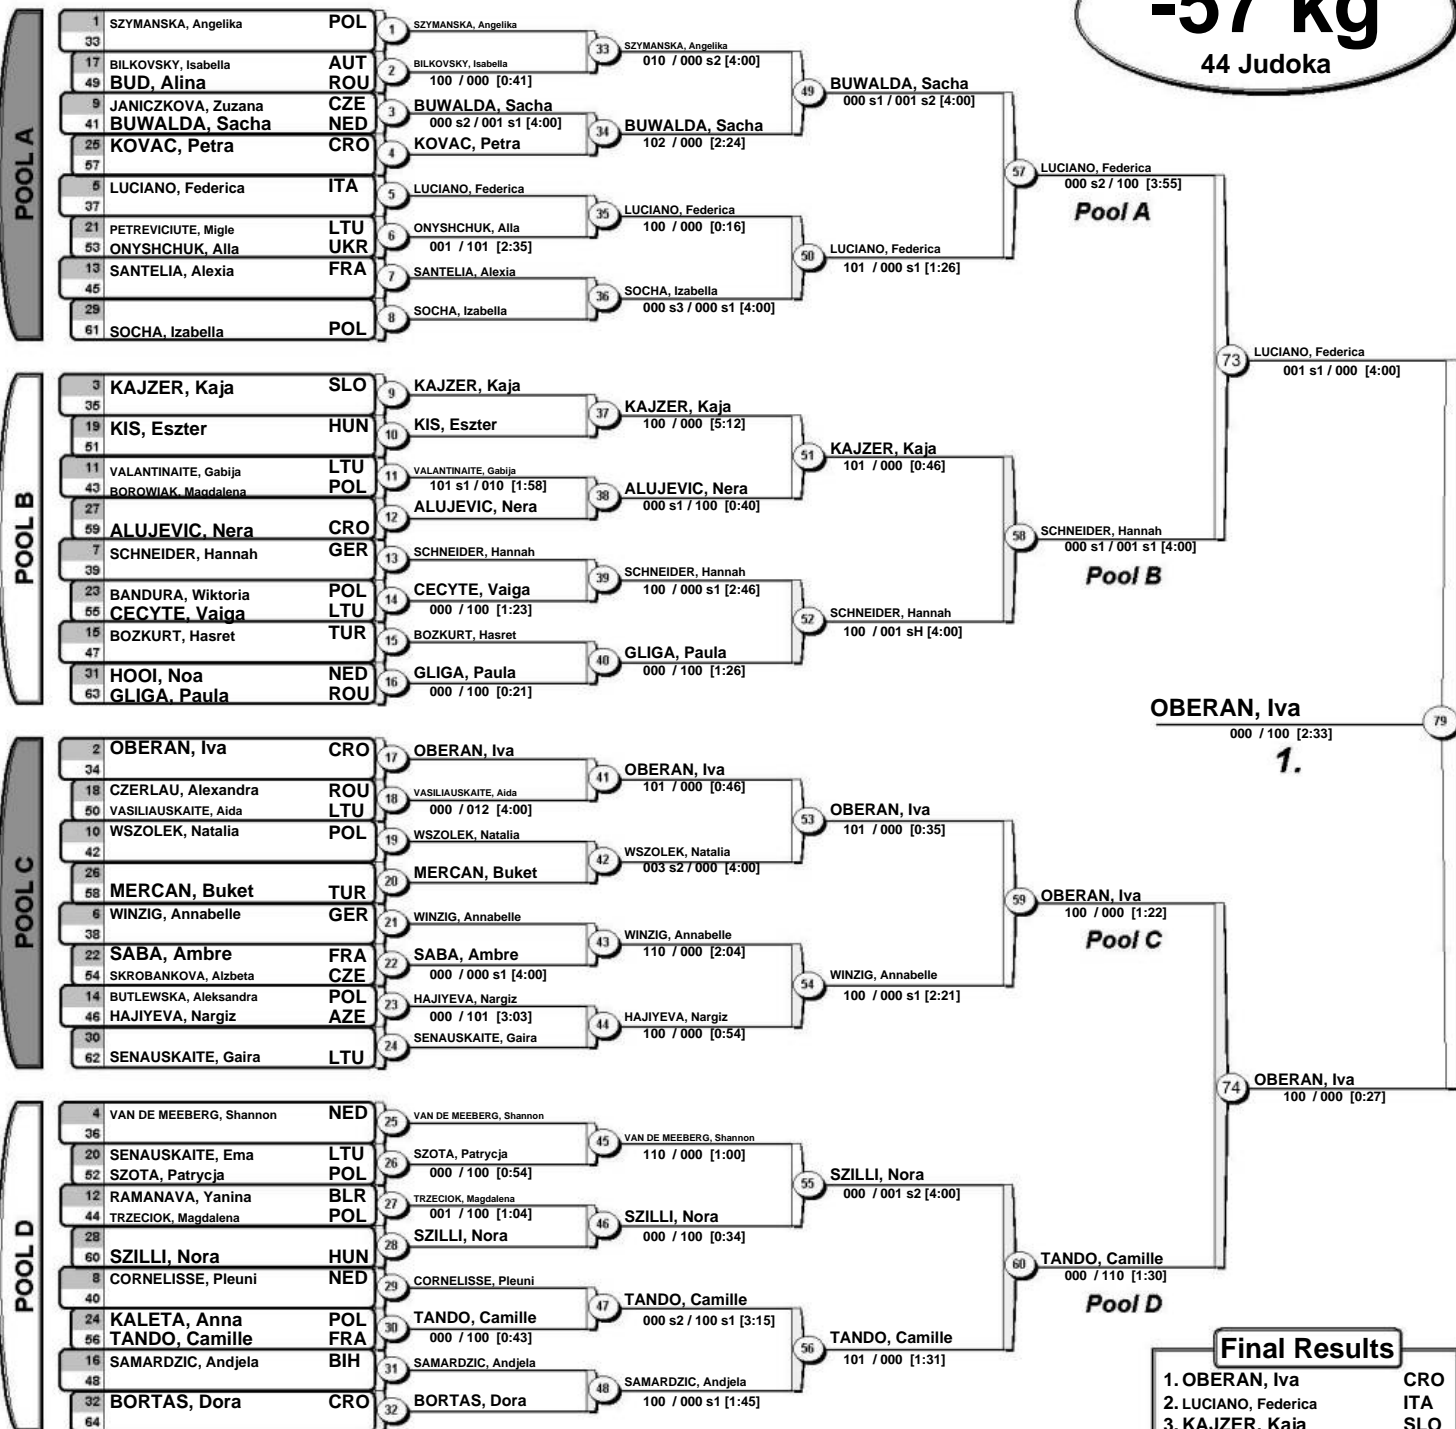 -57 kg
44 Judoka
POOL A
1 SZYMANSKA, Angelika POL
33
17 BILKOVSKY, Isabella AUT
49 BUD, Alina ROU
9 JANICZKOVA, Zuzana CZE
41 BUWALDA, Sacha NED
25 KOVAC, Petra CRO
57
5 LUCIANO, Federica ITA
37
21 PETREVICIUTE, Migle LTU
53 ONYSHCHUK, Alla UKR
13 SANTELIA, Alexia FRA
45
29
61 SOCHA, Izabella POL
1 SZYMANSKA, Angelika
2 BILKOVSKY, Isabella
100 / 000 [0:41]
3 BUWALDA, Sacha
000 s2 / 001 s1 [4:00]
4 KOVAC, Petra
5 LUCIANO, Federica
6 ONYSHCHUK, Alla
001 / 101 [2:35]
7 SANTELIA, Alexia
8 SOCHA, Izabella
33 SZYMANSKA, Angelika
010 / 000 s2 [4:00]
34 BUWALDA, Sacha
102 / 000 [2:24]
35 LUCIANO, Federica
100 / 000 [0:16]
36 SOCHA, Izabella
000 s3 / 000 s1 [4:00]
49 BUWALDA, Sacha
000 s1 / 001 s2 [4:00]
50 LUCIANO, Federica
101 / 000 s1 [1:26]
57 LUCIANO, Federica
000 s2 / 100 [3:55]
Pool A
POOL B
3 KAJZER, Kaja SLO
35
19 KIS, Eszter HUN
51
11 VALANTINAITE, Gabija LTU
43 BOROWIAK, Magdalena POL
27
59 ALUJEVIC, Nera CRO
7 SCHNEIDER, Hannah GER
39
23 BANDURA, Wiktoria POL
55 CECYTE, Vaiga LTU
15 BOZKURT, Hasret TUR
47
31 HOOI, Noa NED
63 GLIGA, Paula ROU
9 KAJZER, Kaja
10 KIS, Eszter
11 VALANTINAITE, Gabija
101 s1 / 010 [1:58]
12 ALUJEVIC, Nera
13 SCHNEIDER, Hannah
14 CECYTE, Vaiga
000 / 100 [1:23]
15 BOZKURT, Hasret
16 GLIGA, Paula
000 / 100 [0:21]
37 KAJZER, Kaja
100 / 000 [5:12]
38 ALUJEVIC, Nera
000 s1 / 100 [0:40]
39 SCHNEIDER, Hannah
100 / 000 s1 [2:46]
40 GLIGA, Paula
000 / 100 [1:26]
51 KAJZER, Kaja
101 / 000 [0:46]
52 SCHNEIDER, Hannah
100 / 001 sH [4:00]
58 SCHNEIDER, Hannah
000 s1 / 001 s1 [4:00]
Pool B
73 LUCIANO, Federica
001 s1 / 000 [4:00]
OBERAN, Iva 79
000 / 100 [2:33]
1.
POOL C
2 OBERAN, Iva CRO
34
18 CZERLAU, Alexandra ROU
50 VASILIAUSKAITE, Aida LTU
10 WSZOLEK, Natalia POL
42
26
58 MERCAN, Buket TUR
6 WINZIG, Annabelle GER
38
22 SABA, Ambre FRA
54 SKROBANKOVA, Alzbeta CZE
14 BUTLEWSKA, Aleksandra POL
46 HAJIYEVA, Nargiz AZE
30
62 SENAUSKAITE, Gaira LTU
17 OBERAN, Iva
18 VASILIAUSKAITE, Aida
000 / 012 [4:00]
19 WSZOLEK, Natalia
20 MERCAN, Buket
21 WINZIG, Annabelle
22 SABA, Ambre
000 / 000 s1 [4:00]
23 HAJIYEVA, Nargiz
000 / 101 [3:03]
24 SENAUSKAITE, Gaira
41 OBERAN, Iva
101 / 000 [0:46]
42 WSZOLEK, Natalia
003 s2 / 000 [4:00]
43 WINZIG, Annabelle
110 / 000 [2:04]
44 HAJIYEVA, Nargiz
100 / 000 [0:54]
53 OBERAN, Iva
101 / 000 [0:35]
54 WINZIG, Annabelle
100 / 000 s1 [2:21]
59 OBERAN, Iva
100 / 000 [1:22]
Pool C
74 OBERAN, Iva
100 / 000 [0:27]
POOL D
4 VAN DE MEEBERG, Shannon NED
36
20 SENAUSKAITE, Ema LTU
52 SZOTA, Patrycja POL
12 RAMANAVA, Yanina BLR
44 TRZECIOK, Magdalena POL
28
60 SZILLI, Nora HUN
8 CORNELISSE, Pleuni NED
40
24 KALETA, Anna POL
56 TANDO, Camille FRA
16 SAMARDZIC, Andjela BIH
48
32 BORTAS, Dora CRO
64
25 VAN DE MEEBERG, Shannon
26 SZOTA, Patrycja
000 / 100 [0:54]
27 TRZECIOK, Magdalena
001 / 100 [1:04]
28 SZILLI, Nora
29 CORNELISSE, Pleuni
30 TANDO, Camille
000 / 100 [0:43]
31 SAMARDZIC, Andjela
32 BORTAS, Dora
45 VAN DE MEEBERG, Shannon
110 / 000 [1:00]
46 SZILLI, Nora
000 / 100 [0:34]
47 TANDO, Camille
000 s2 / 100 s1 [3:15]
48 SAMARDZIC, Andjela
100 / 000 s1 [1:45]
55 SZILLI, Nora
000 / 001 s2 [4:00]
56 TANDO, Camille
101 / 000 [1:31]
60 TANDO, Camille
000 / 110 [1:30]
Pool D
Final Results
1. OBERAN, Iva CRO
2. LUCIANO, Federica ITA
3. KAJZER, Kaja SLO